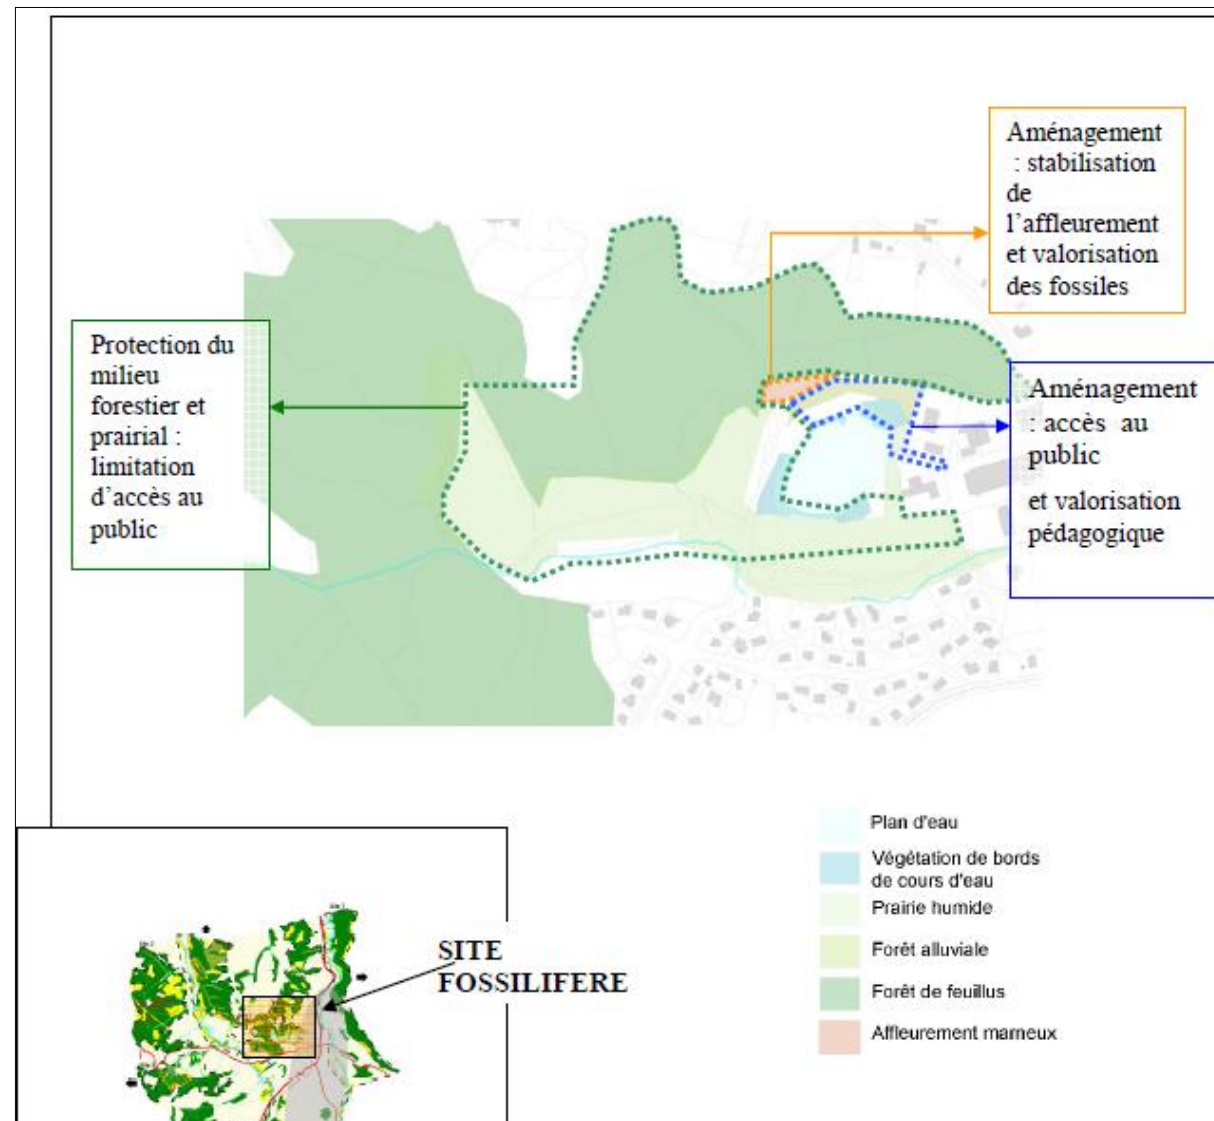 Aménagement
: stabilisation
de
l’affleurement
et valorisation
des fossiles
Protection du
milieu
forestier et
prairial :
limitation
d’accès au
public
Aménagement
: accès au
public
et valorisation
pédagogique
Plan d'eau
Végétation de bords
de cours d'eau
Prairie humide
Forêt alluviale
Forêt de feuillus
Affleurement marneux
SITE
FOSSILIFERE